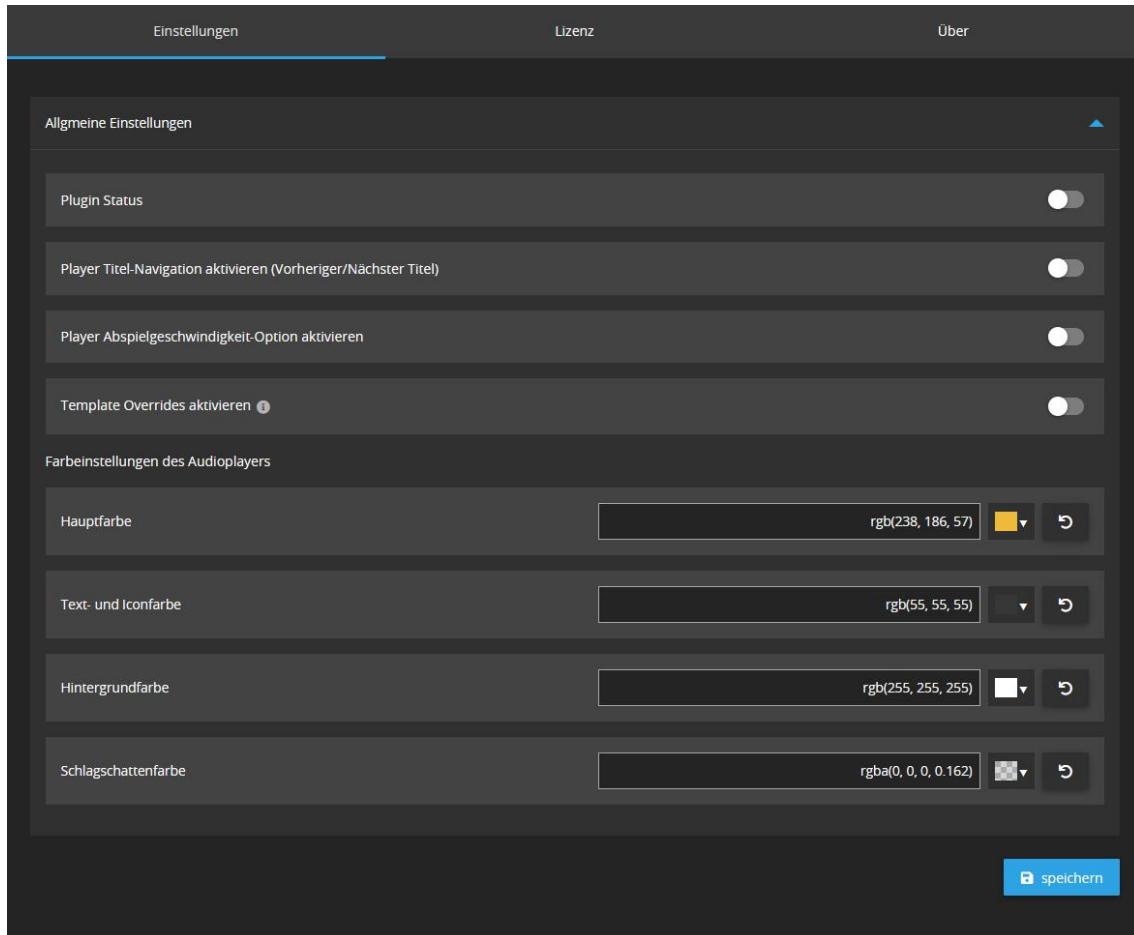 Einstellungen
Lizenz
Über
Allgmeine Einstellungen
Plugin Status
Player Titel-Navigation aktivieren (Vorheriger/Nächster Titel)
Player Abspielgeschwindigkeit-Option aktivieren
Template Overrides aktivieren
Farbeinstellungen des Audioplayers
Hauptfarbe
rgb(238, 186, 57)
Text- und Iconfarbe
rgb(55, 55, 55)
Hintergrundfarbe
rgb(255, 255, 255)
Schlagschattenfarbe
rgba(0, 0, 0, 0.162)
speichern